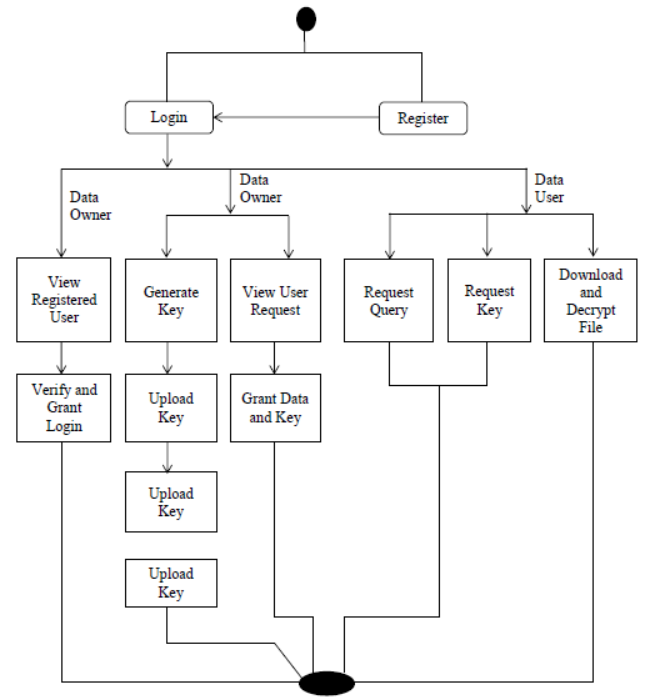 Login
Register
Data
Owner
Data
Owner
Data
User
View
Registered
User
Generate
Key
View User
Request
Request
Query
Request
Key
Download
and
Decrypt
File
Verify and
Grant
Login
Upload
Key
Grant Data
and Key
Upload
Key
Upload
Key